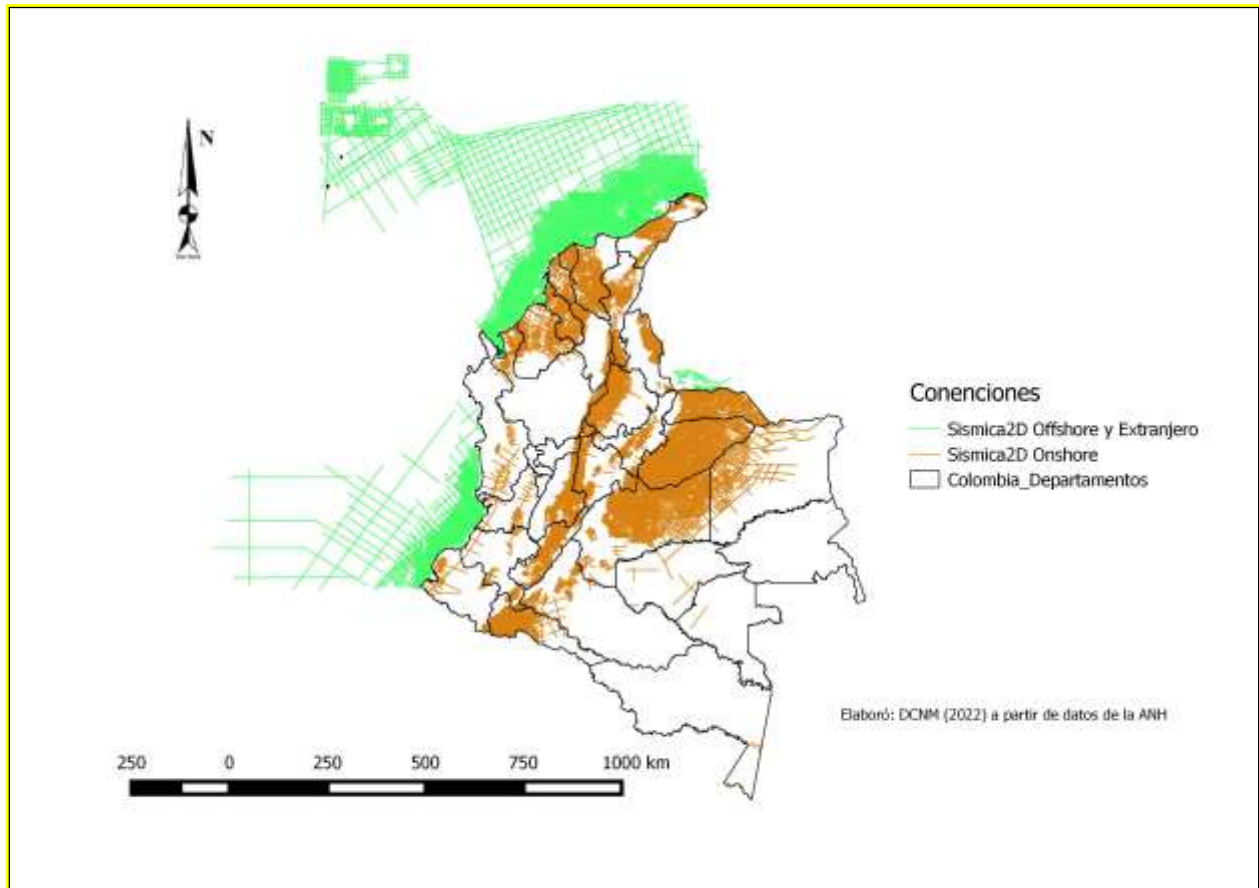 N
Conenciones
Sismica2D Offshore y Extranjero
Sismica2D Onshore
Colombia_Departamentos
Elaboró: DCNM (2022) a partir de datos de la ANH
250 0 250 500 750 1000 km